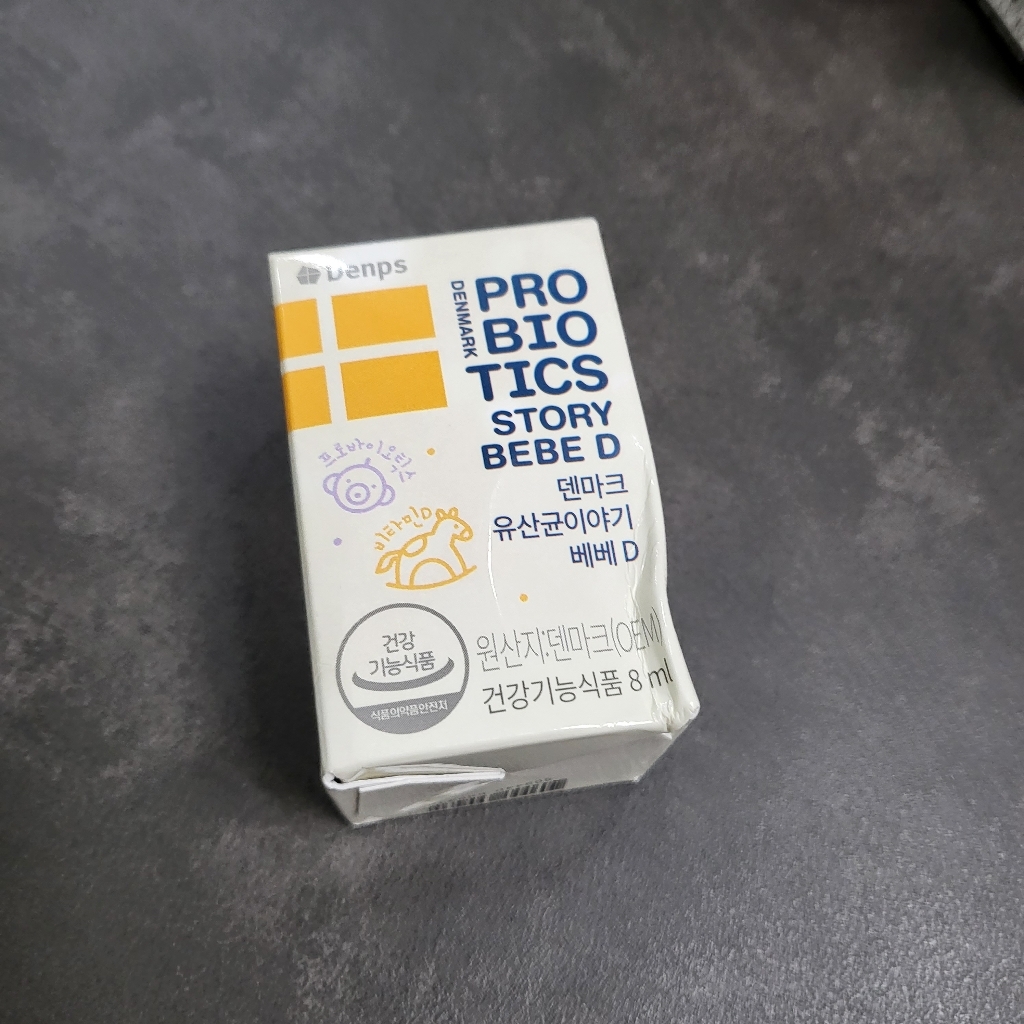 Denps
DENMARK
PRO
BIO
TICS
STORY
BEBE D
덴마크
유산균이야기
베베 D
프로바이오틱스
비타민D
건강
기능식품
식품의약품안전처
원산지:덴마크(OEM)
건강기능식품 8 ml